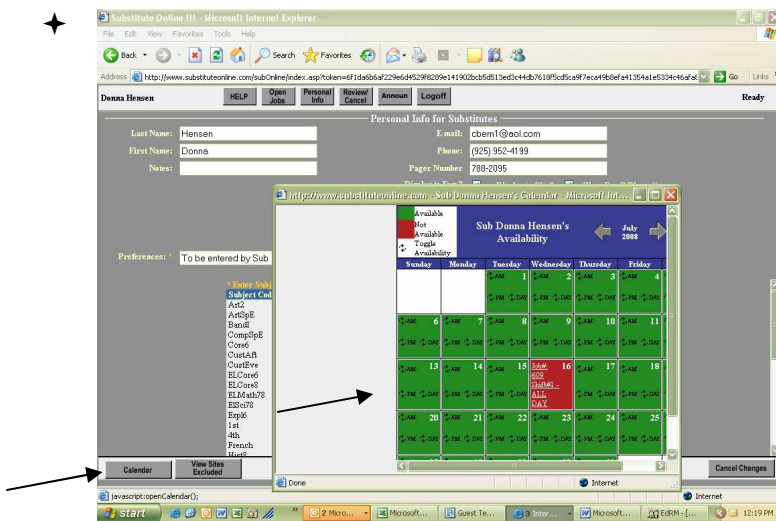 Substitute Online !!! - Microsoft Internet Explorer
File Edit View Favorites Tools Help
Back Search Favorites
Address http://www.substituteonline.com/subOnline/index.asp?token= Go Links
Donna Hensen HELP Open Jobs Personal Info Review/ Cancel Announ Logoff Ready
Personal Info for Substitutes
Last Name: Hensen E-mail: cbem1@aol.com
First Name: Donna Phone: (925) 952-4199
Notes: Pager Number 788-2095
Preferences: * To be entered by Sub
* Enter Subj
Subject Cod
Art2
ArtSpE
BandI
CompSpE
Core6
CustAft
CustEve
ELCore6
ELCore8
ELMath78
ElSci78
Expl6
1st
4th
French
http://www.substituteonline.com - Sub Donna Hensen's Calendar - Microsoft Int...
Available
Not Available
Toggle Availability
Sub Donna Hensen's Availability
July 2008
Sunday Monday Tuesday Wednesday Thursday Friday
AM 1 AM 2 AM 3 AM 4
PM DAY PM DAY PM DAY PM DAY
AM 6 AM 7 AM 8 AM 9 AM 10 AM 11
PM DAY PM DAY PM DAY PM DAY PM DAY PM DAY
AM 13 AM 14 AM 15 Job#: 609 Shift#1 - ALL DAY 16 AM 17 AM 18
PM DAY PM DAY PM DAY PM DAY PM DAY
AM 20 AM 21 AM 22 AM 23 AM 24 AM 25
PM DAY PM DAY PM DAY PM DAY PM DAY PM DAY
Done Internet
Calendar View Sites Excluded Cancel Changes
javascript:openCalendar(); Internet
start 2 Micro... Microsoft... Guest Te... 3 Inter... Microsoft... EdRM - [... 12:19 PM